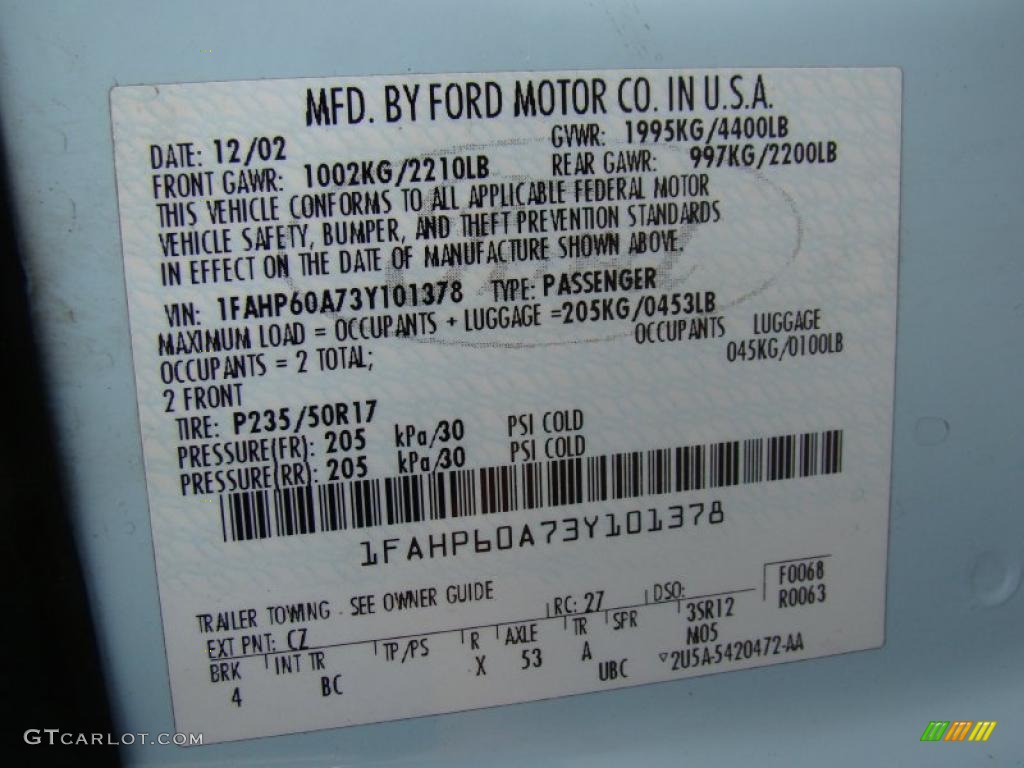 MFD. BY FORD MOTOR CO. IN U.S.A.
DATE: 12/02 GVWR: 1995KG/4400LB
FRONT GAWR: 1002KG/2210LB REAR GAWR: 997KG/2200LB
THIS VEHICLE CONFORMS TO ALL APPLICABLE FEDERAL MOTOR
VEHICLE SAFETY, BUMPER, AND THEFT PREVENTION STANDARDS
IN EFFECT ON THE DATE OF MANUFACTURE SHOWN ABOVE.
VIN: 1FAHP60A73Y101378 TYPE: PASSENGER
MAXIMUM LOAD = OCCUPANTS + LUGGAGE =205KG/0453LB
OCCUPANTS = 2 TOTAL; OCCUPANTS LUGGAGE
2 FRONT 045KG/0100LB
TIRE: P235/50R17
PRESSURE(FR): 205 kPa/30 PSI COLD
PRESSURE(RR): 205 kPa/30 PSI COLD
1FAHP60A73Y101378
TRAILER TOWING - SEE OWNER GUIDE
EXT PNT: CZ RC: 27 DSO: F0068
BRK INT TR TP/PS R AXLE TR SPR 3SR12 R0063
4 BC X 53 A M05
UBC 2U5A-5420472-AA
GTCARLOT.COM